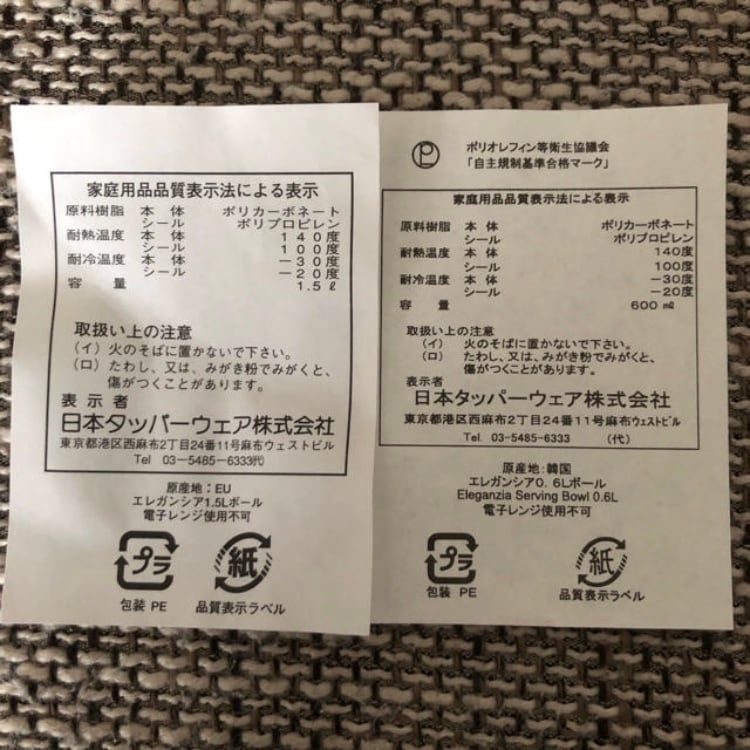 家庭用品品質表示法による表示
原料樹脂 本体 ポリカーボネート
シール ポリプロピレン
耐熱温度 本体 140度
シール 100度
耐冷温度 本体 −30度
シール −20度
容量 1.5ℓ
取扱い上の注意
(イ) 火のそばに置かないで下さい。
(ロ) たわし、又は、みがき粉でみがくと、
傷がつくことがあります。
表示者
日本タッパーウェア株式会社
東京都港区西麻布2丁目24番11号麻布ウェストビル
Tel 03-5485-6333㈹
原産地:EU
エレガンシア1.5Lボール
電子レンジ使用不可
プラ
紙
包装 PE
品質表示ラベル
ポリオレフィン等衛生協議会
「自主規制基準合格マーク」
家庭用品品質表示法による表示
原料樹脂 本体 ポリカーボネート
シール ポリプロピレン
耐熱温度 本体 140度
シール 100度
耐冷温度 本体 −30度
シール −20度
容量 600㎖
取扱い上の注意
(イ) 火のそばに置かないで下さい。
(ロ) たわし、又は、みがき粉でみがくと、
傷がつくことがあります。
表示者
日本タッパーウェア株式会社
東京都港区西麻布2丁目24番11号麻布ウェストビル
Tel. 03-5485-6333 (代)
原産地:韓国
エレガンシア0.6Lボール
Eleganzia Serving Bowl 0.6L
電子レンジ使用不可
プラ
紙
包装 PE
品質表示ラベル